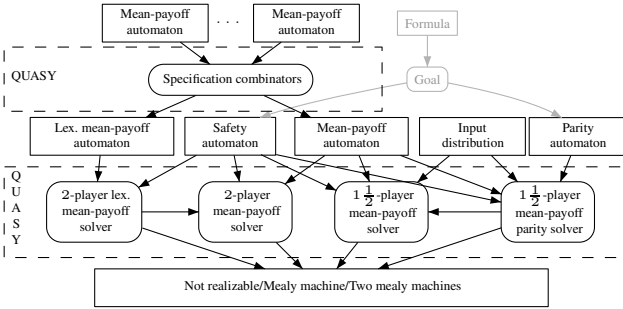 Mean-payoff
automaton
. . .
Mean-payoff
automaton
Formula
QUASY
Specification combinators
Goal
Lex. mean-payoff
automaton
Safety
automaton
Mean-payoff
automaton
Input
distribution
Parity
automaton
Q
U
A
S
Y
2-player lex.
mean-payoff
solver
2-player
mean-payoff
solver
1 1/2-player
mean-payoff
solver
1 1/2-player
mean-payoff
parity solver
Not realizable/Mealy machine/Two mealy machines